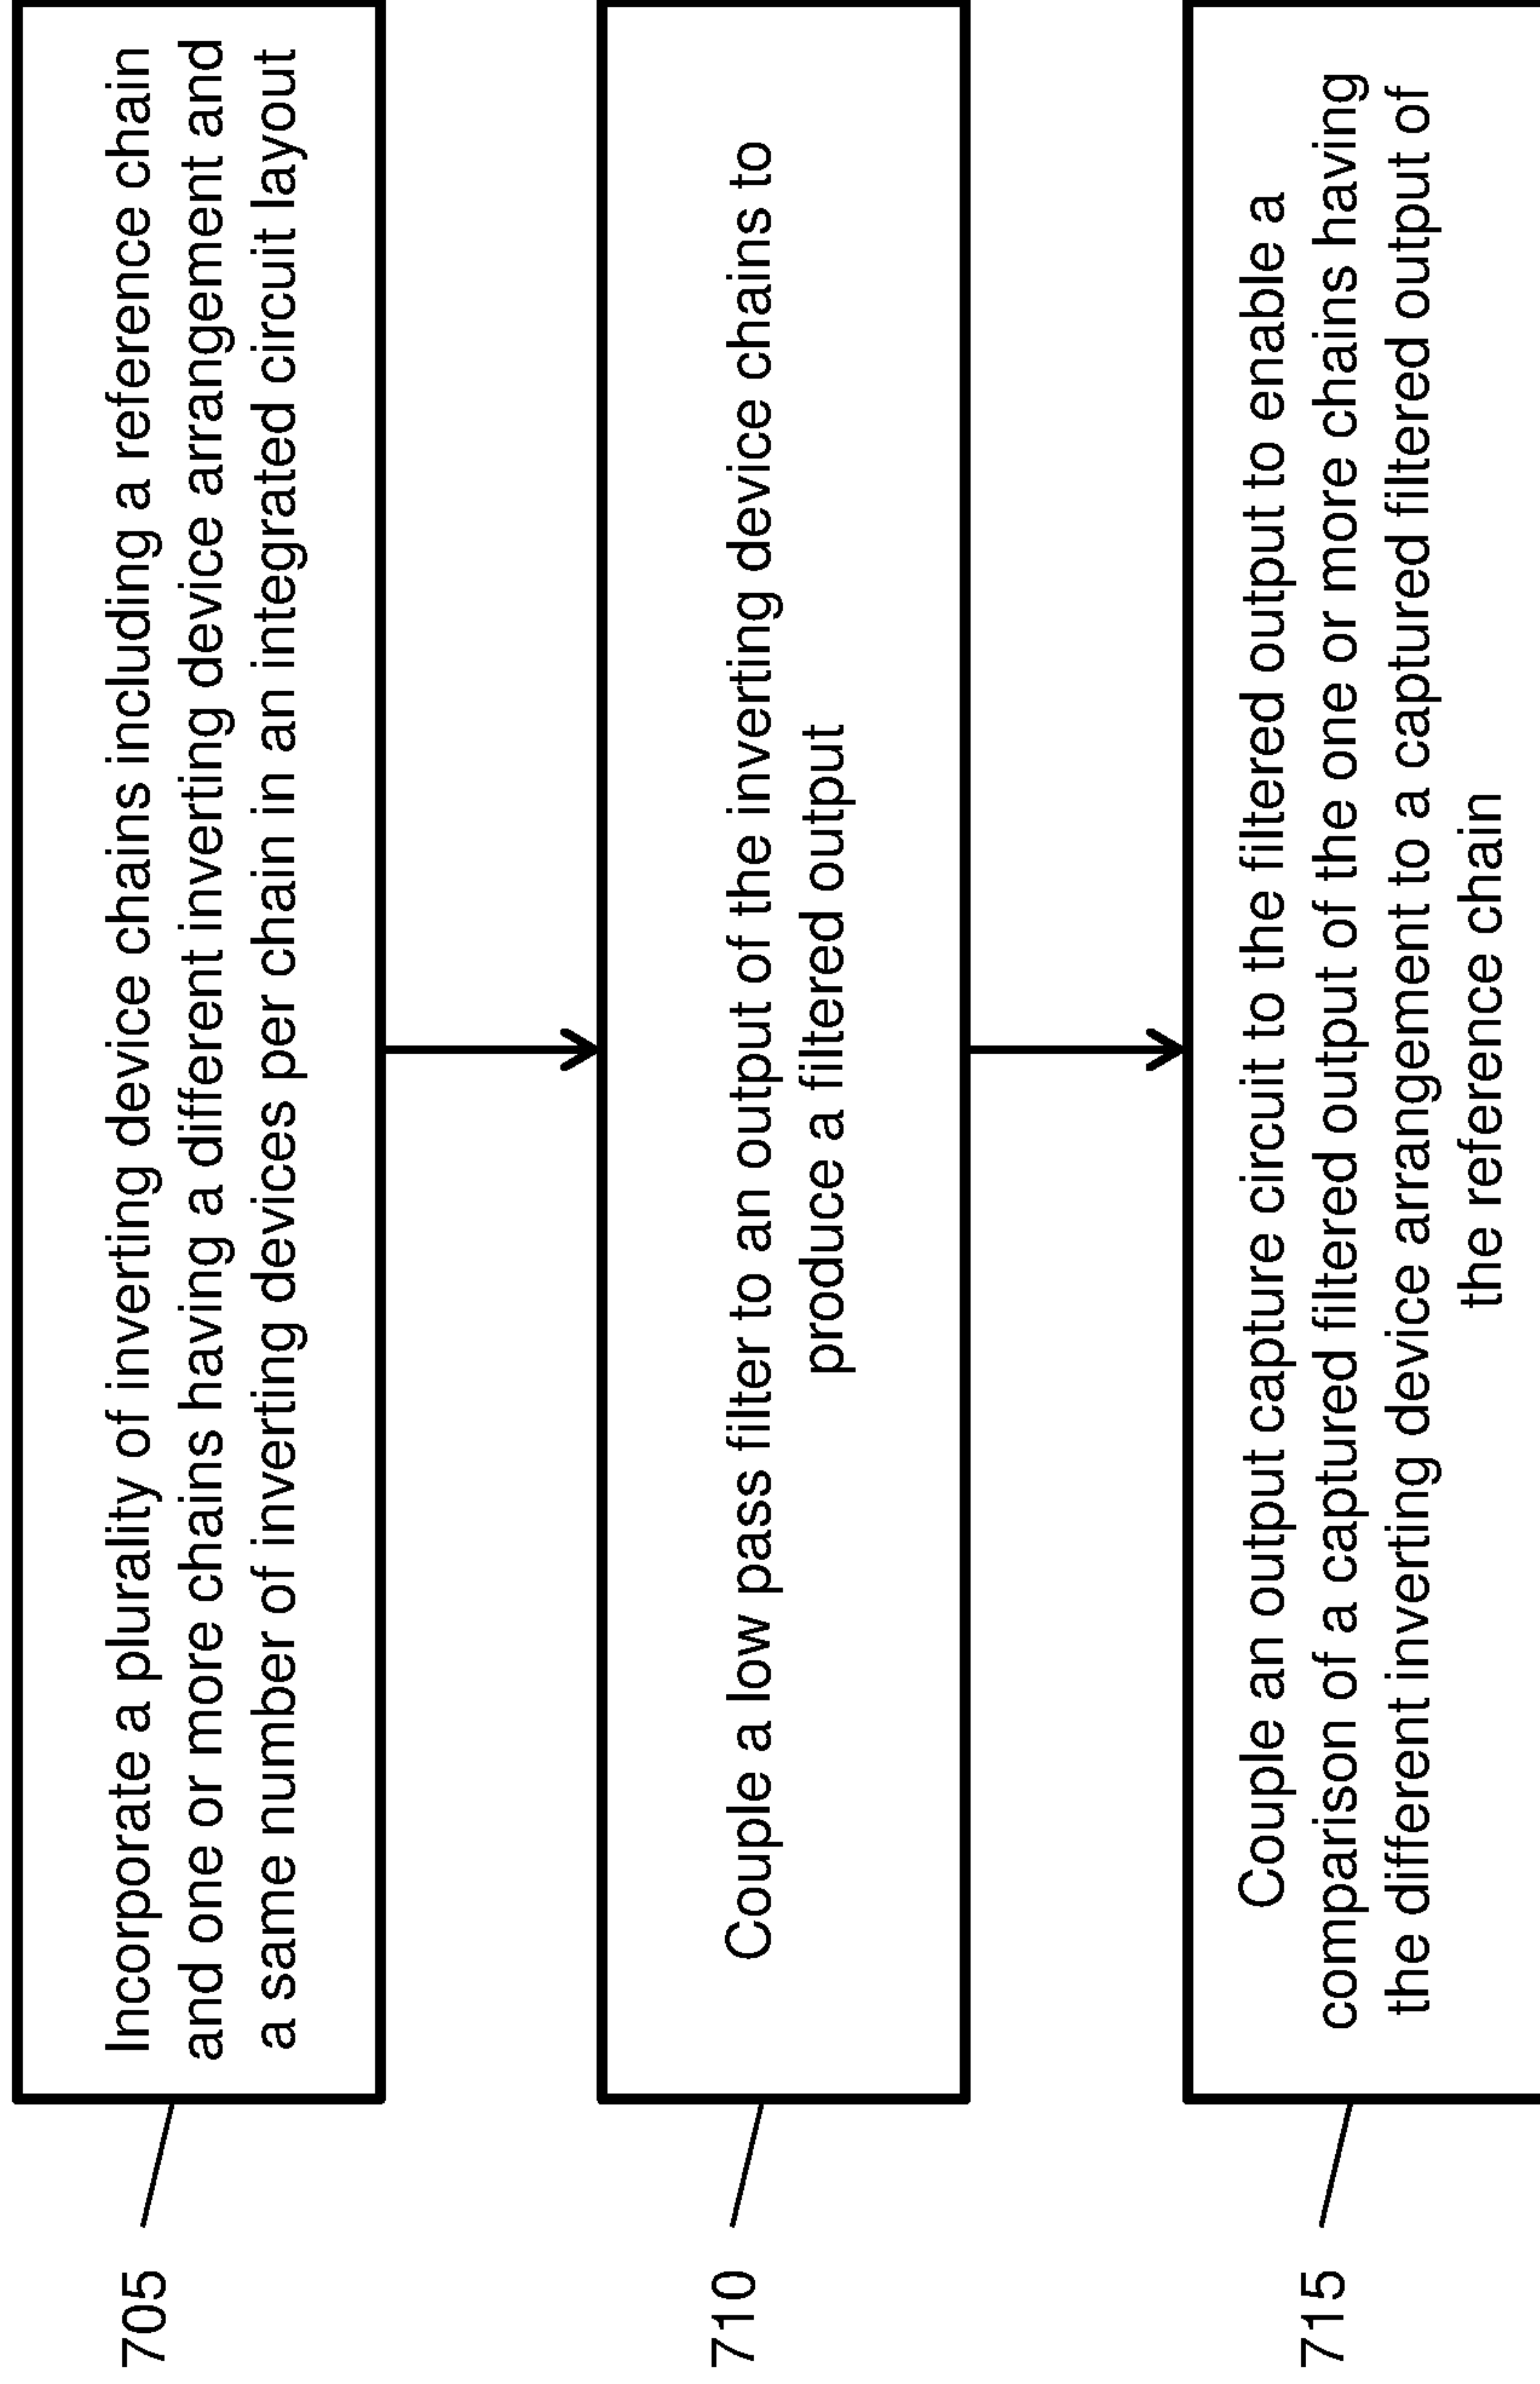 705
Incorporate a plurality of inverting device chains including a reference chain
and one or more chains having a different inverting device arrangement and
a same number of inverting devices per chain in an integrated circuit layout
710
Couple a low pass filter to an output of the inverting device chains to
produce a filtered output
715
Couple an output capture circuit to the filtered output to enable a
comparison of a captured filtered output of the one or more chains having
the different inverting device arrangement to a captured filtered output of
the reference chain